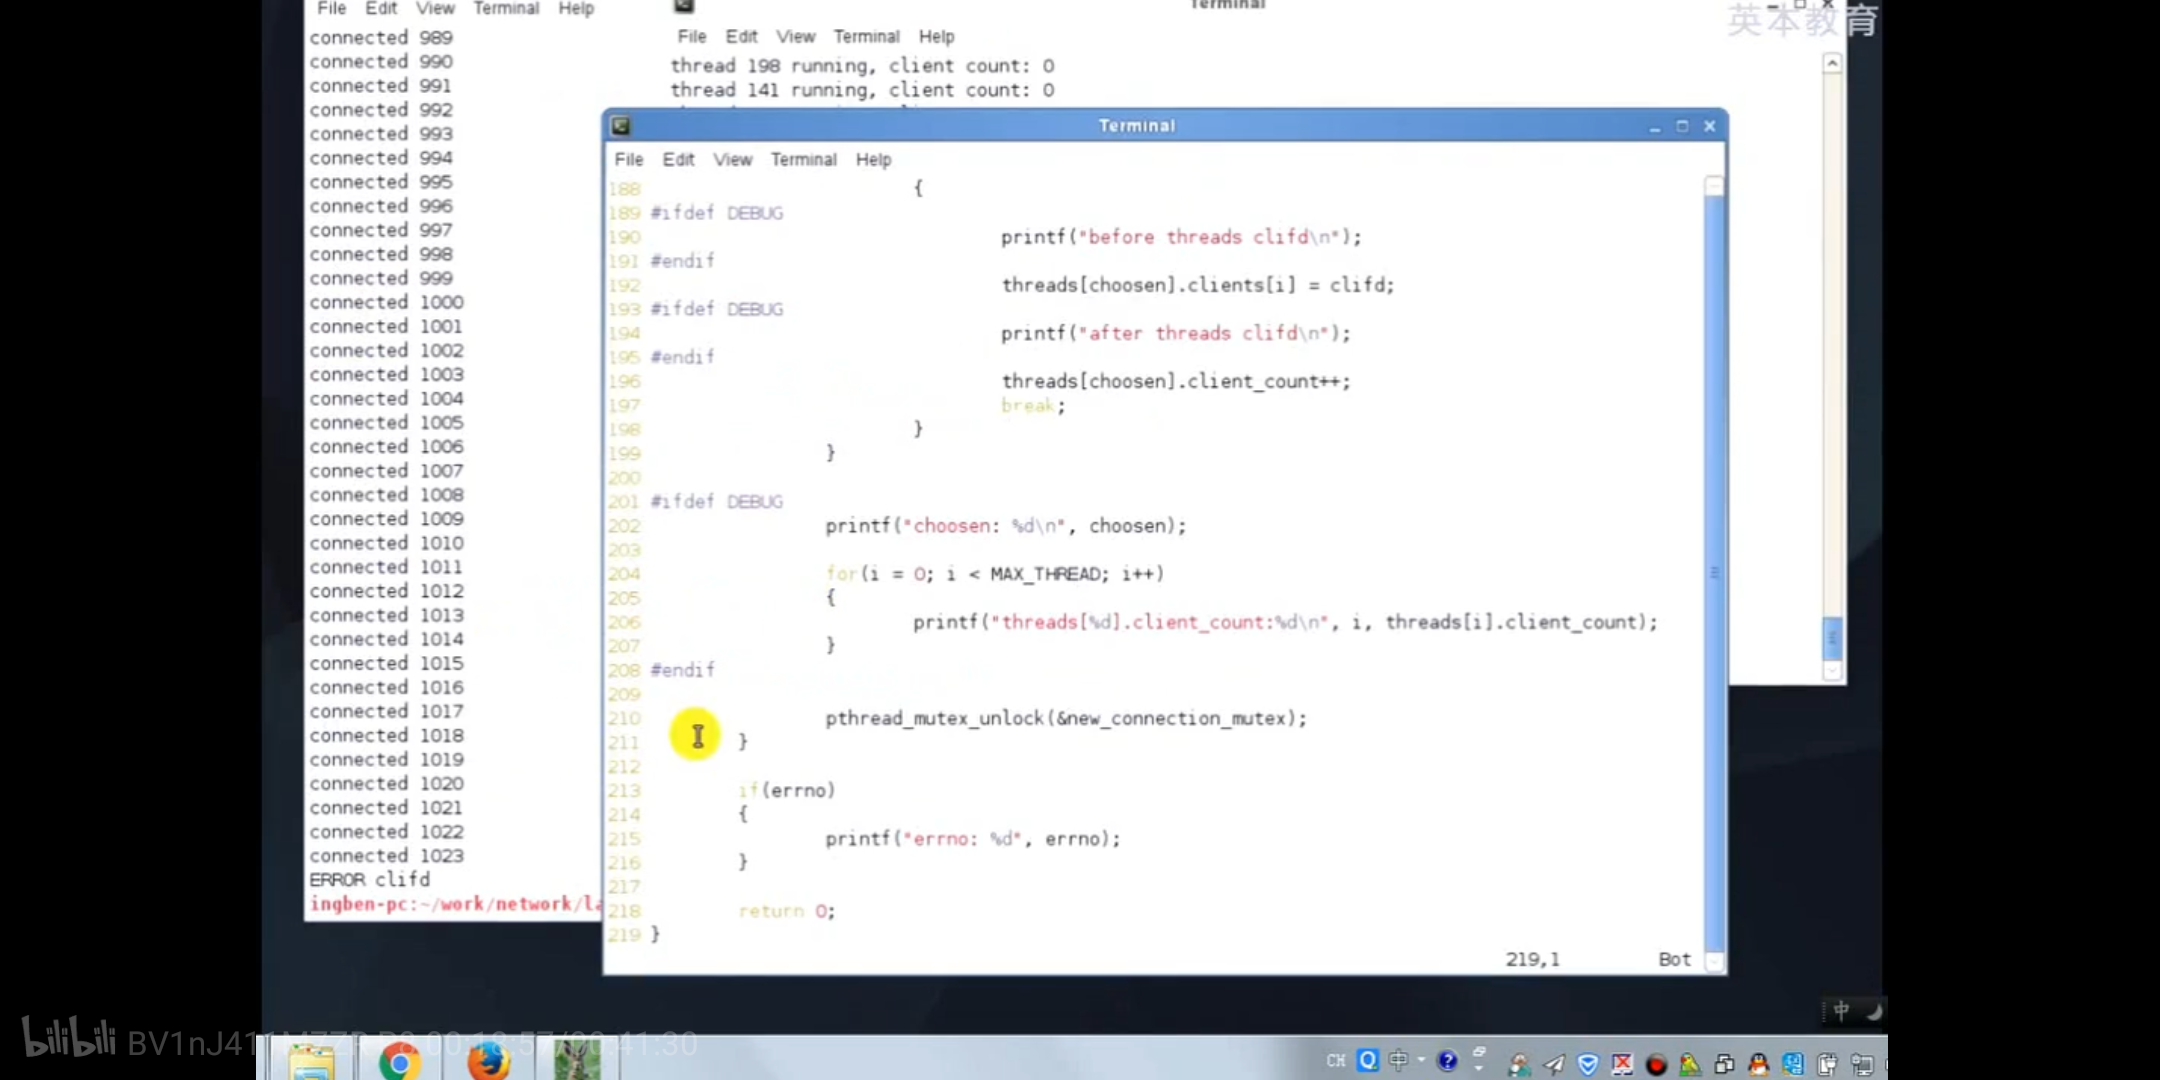 File Edit View Terminal Help
connected 989
connected 990
connected 991
connected 992
connected 993
connected 994
connected 995
connected 996
connected 997
connected 998
connected 999
connected 1000
connected 1001
connected 1002
connected 1003
connected 1004
connected 1005
connected 1006
connected 1007
connected 1008
connected 1009
connected 1010
connected 1011
connected 1012
connected 1013
connected 1014
connected 1015
connected 1016
connected 1017
connected 1018
connected 1019
connected 1020
connected 1021
connected 1022
connected 1023
ERROR clifd
ingben-pc:~/work/network/la
Terminal
英本教育
File Edit View Terminal Help
thread 198 running, client count: 0
thread 141 running, client count: 0
Terminal
File Edit View Terminal Help
188 {
189 #ifdef DEBUG
190 printf("before threads clifd\n");
191 #endif
192 threads[choosen].clients[i] = clifd;
193 #ifdef DEBUG
194 printf("after threads clifd\n");
195 #endif
196 threads[choosen].client_count++;
197 break;
198 }
199 }
200
201 #ifdef DEBUG
202 printf("choosen: %d\n", choosen);
203
204 for(i = 0; i < MAX_THREAD; i++)
205 {
206 printf("threads[%d].client_count:%d\n", i, threads[i].client_count);
207 }
208 #endif
209
210 pthread_mutex_unlock(&new_connection_mutex);
211 }
212
213 if(errno)
214 {
215 printf("errno: %d", errno);
216 }
217
218 return 0;
219 }
219,1 Bot
中
bilibili
CH 中